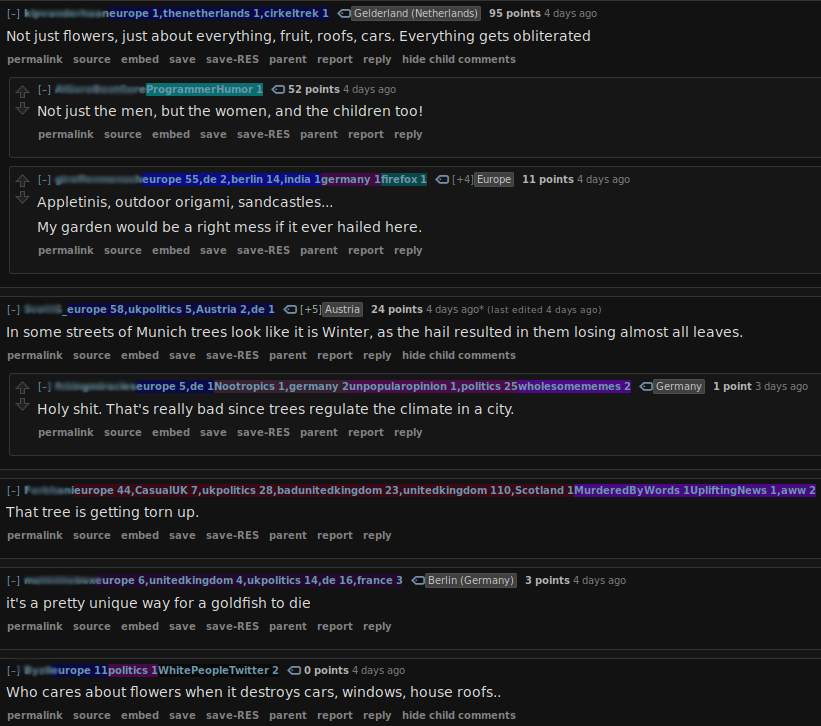 [–] europe 1,thenetherlands 1,cirkeltrek 1 Gelderland (Netherlands) 95 points 4 days ago
Not just flowers, just about everything, fruit, roofs, cars. Everything gets obliterated
permalink source embed save save-RES parent report reply hide child comments
[–] ProgrammerHumor 1 52 points 4 days ago
Not just the men, but the women, and the children too!
permalink source embed save save-RES parent report reply
[–] europe 55,de 2,berlin 14,india 1germany 1firefox 1 [+4] Europe 11 points 4 days ago
Appletinis, outdoor origami, sandcastles...
My garden would be a right mess if it ever hailed here.
permalink source embed save save-RES parent report reply
[–] _europe 58,ukpolitics 5,Austria 2,de 1 [+5] Austria 24 points 4 days ago* (last edited 4 days ago)
In some streets of Munich trees look like it is Winter, as the hail resulted in them losing almost all leaves.
permalink source embed save save-RES parent report reply hide child comments
[–] europe 5,de 1Nootropics 1,germany 2unpopularopinion 1,politics 25wholesomememes 2 Germany 1 point 3 days ago
Holy shit. That's really bad since trees regulate the climate in a city.
permalink source embed save save-RES parent report reply
[–] europe 44,CasualUK 7,ukpolitics 28,badunitedkingdom 23,unitedkingdom 110,Scotland 1MurderedByWords 1UpliftingNews 1,aww 2
That tree is getting torn up.
permalink source embed save save-RES parent report reply
[–] europe 6,unitedkingdom 4,ukpolitics 14,de 16,france 3 Berlin (Germany) 3 points 4 days ago
it's a pretty unique way for a goldfish to die
permalink source embed save save-RES parent report reply
[–] europe 11politics 1WhitePeopleTwitter 2 0 points 4 days ago
Who cares about flowers when it destroys cars, windows, house roofs..
permalink source embed save save-RES parent report reply hide child comments